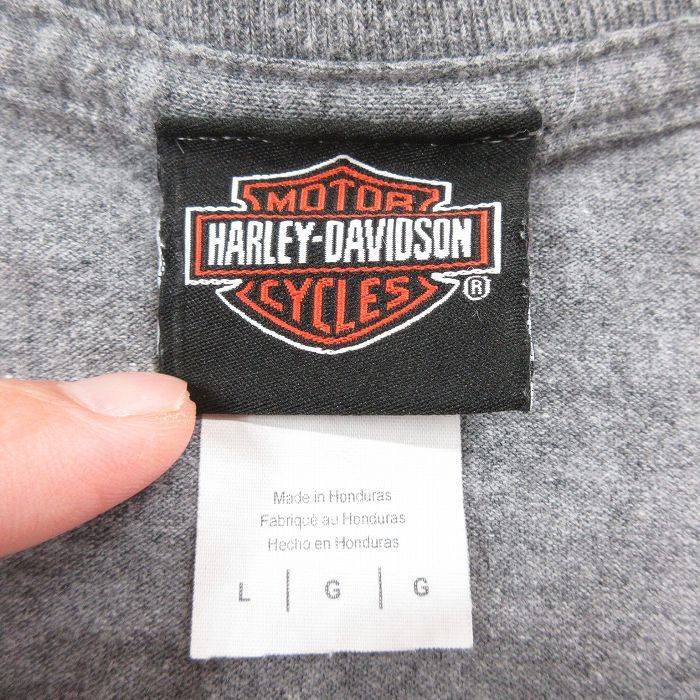 MOTOR
HARLEY-DAVIDSON
CYCLES ®
Made in Honduras
Fabriqué au Honduras
Hecho en Honduras
L | G | G